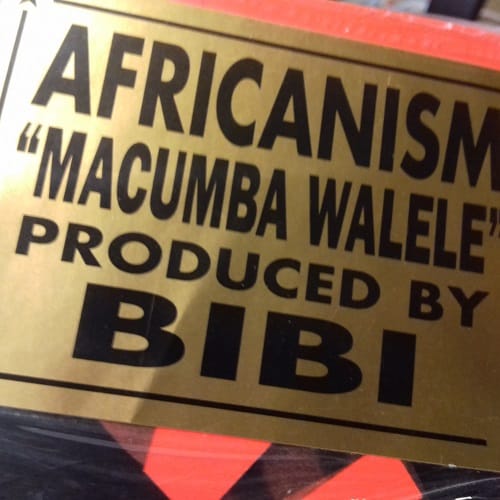 AFRICANISM
"MACUMBA WALELE"
PRODUCED BY
BIBI